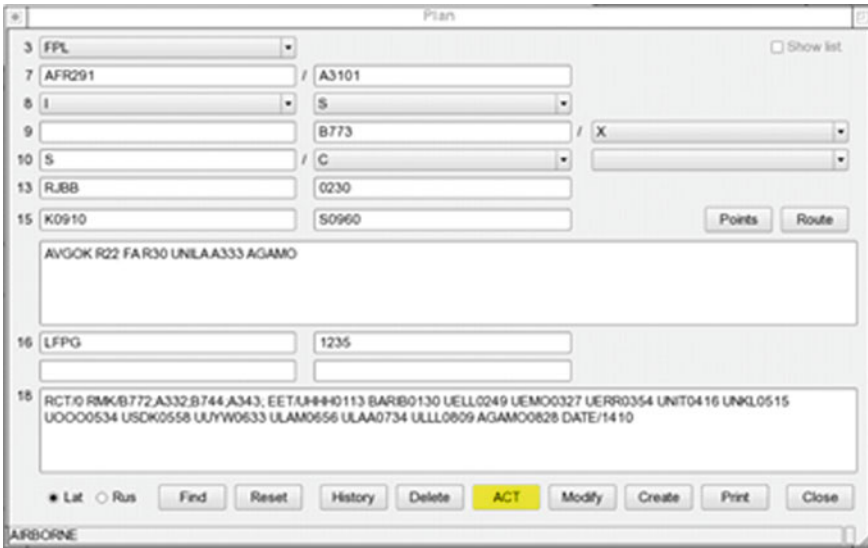 Plan
3 FPL Show list
7 AFR291 / A3101
8 I S
9 B773 / X
10 S / C
13 RJBB 0230
15 K0910 S0960 Points Route
AVGOK R22 FA R30 UNILA A333 AGAMO
16 LFPG 1235
18 RCT/0 RMK/B772,A332,B744,A343; EET/UHHH0113 BARIB0130 UELL0249 UEMO0327 UERR0354 UNIT0416 UNKL0515
UOOO0534 USDK0558 UUYW0633 ULAM0656 ULAA0734 ULLL0809 AGAMO0828 DATE/1410
Lat Rus Find Reset History Delete ACT Modify Create Print Close
AIRBORNE